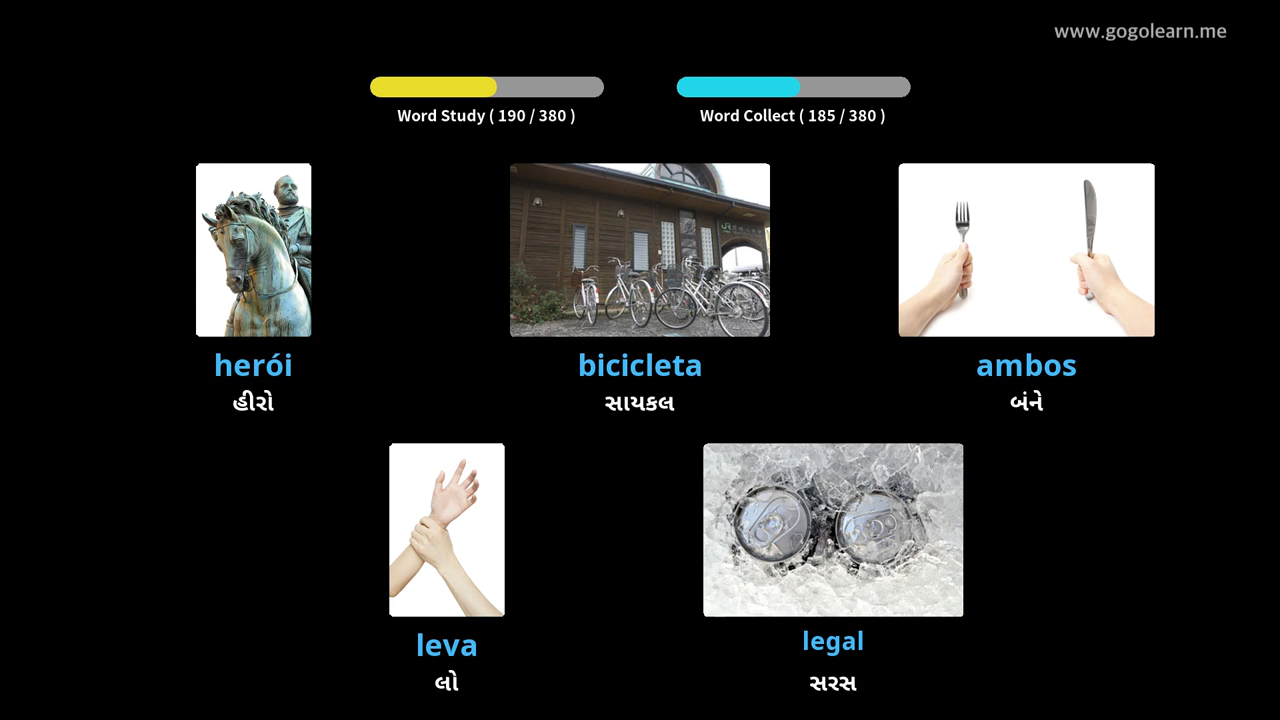 www.gogolearn.me
Word Study ( 190 / 380 )
Word Collect ( 185 / 380 )
herói
bicicleta
ambos
હીરો
સાયકલ
બંને
leva
legal
લો
સરસ